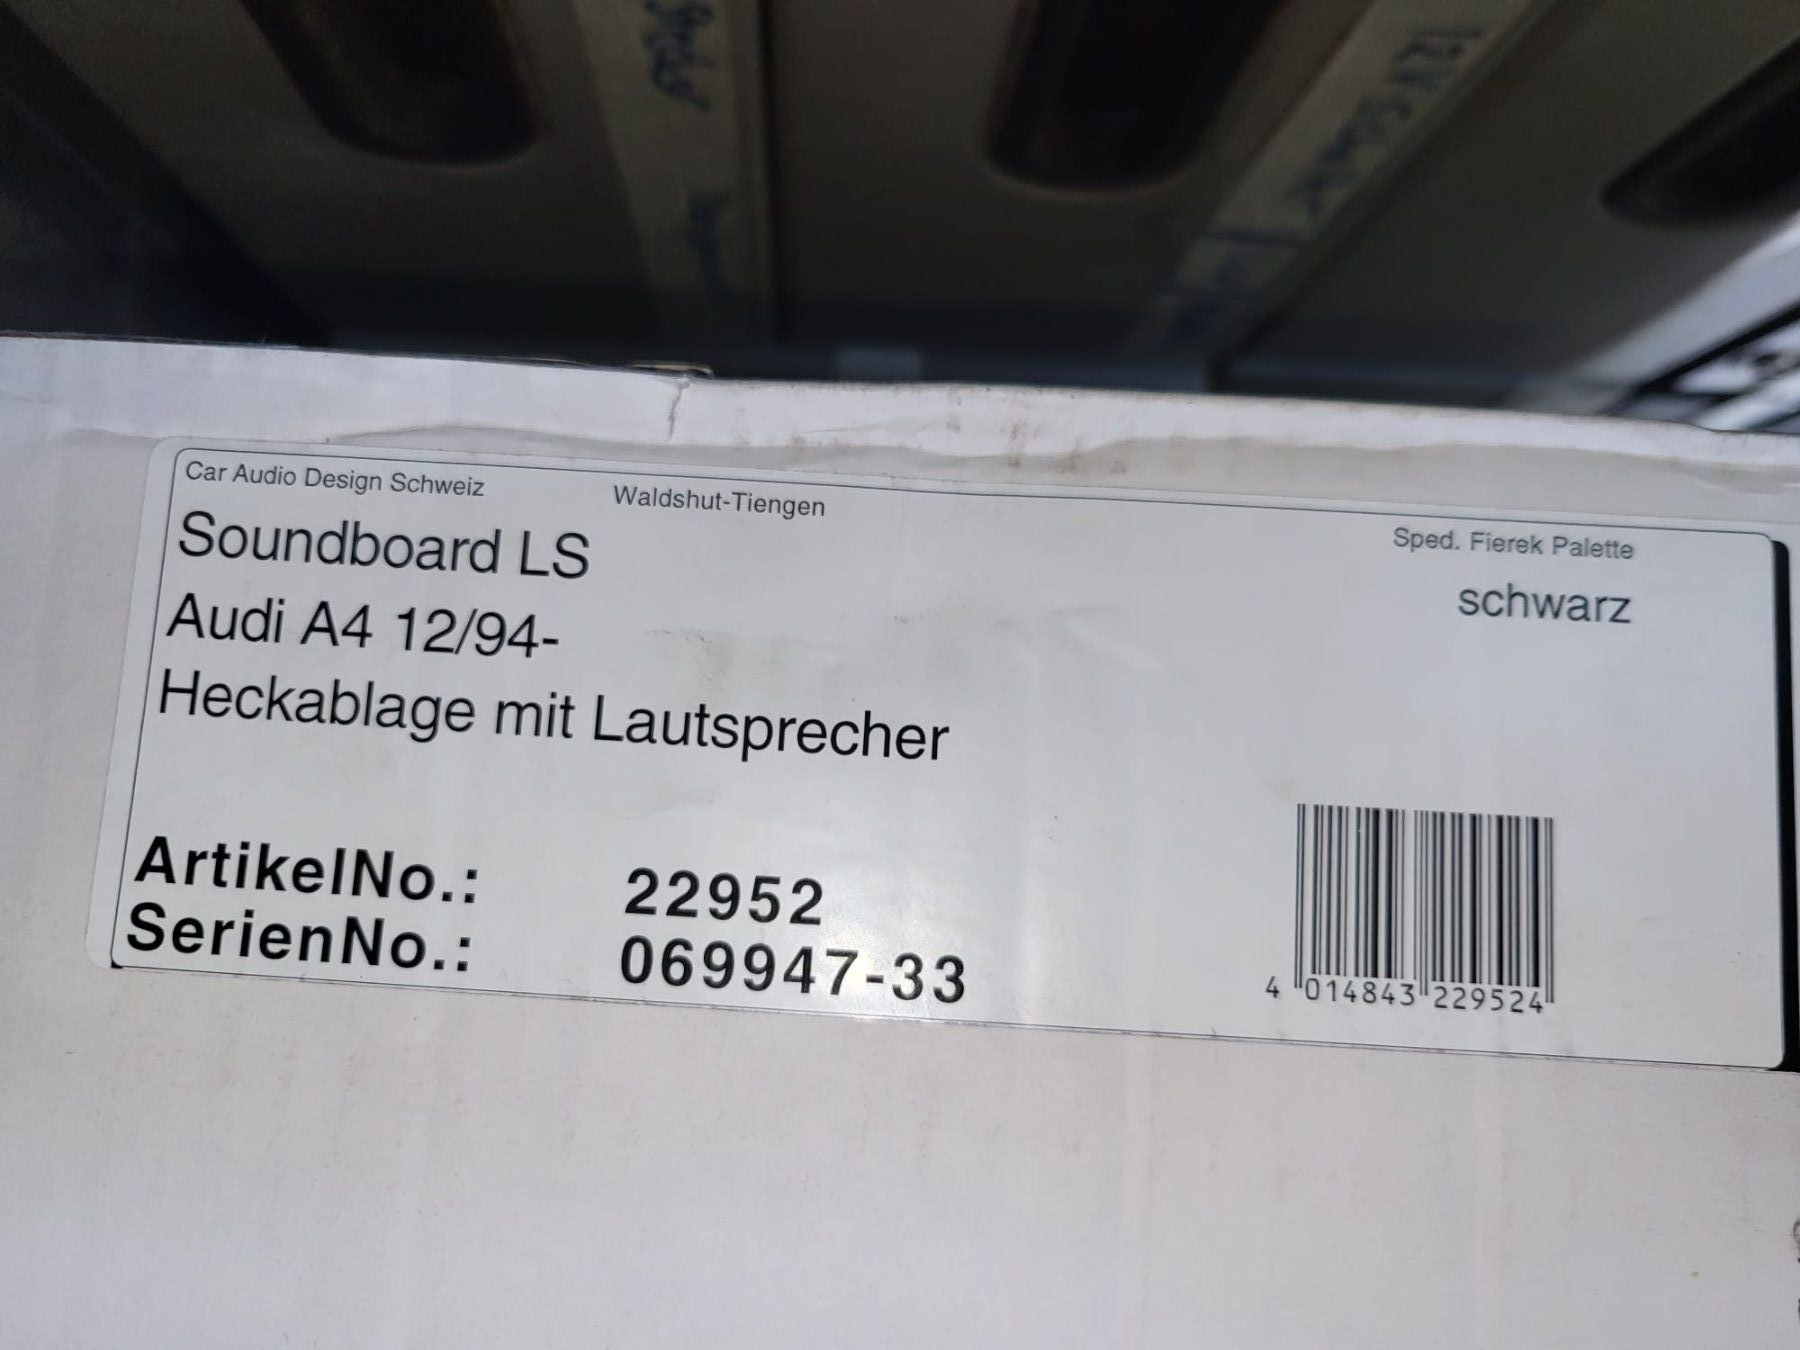 Car Audio Design Schweiz
Waldshut-Tiengen
Sped. Fierek Palette
Soundboard LS
schwarz
Audi A4 12/94-
Heckablage mit Lautsprecher
ArtikelNo.: 22952
SerienNo.: 069947-33
4 014843 229524